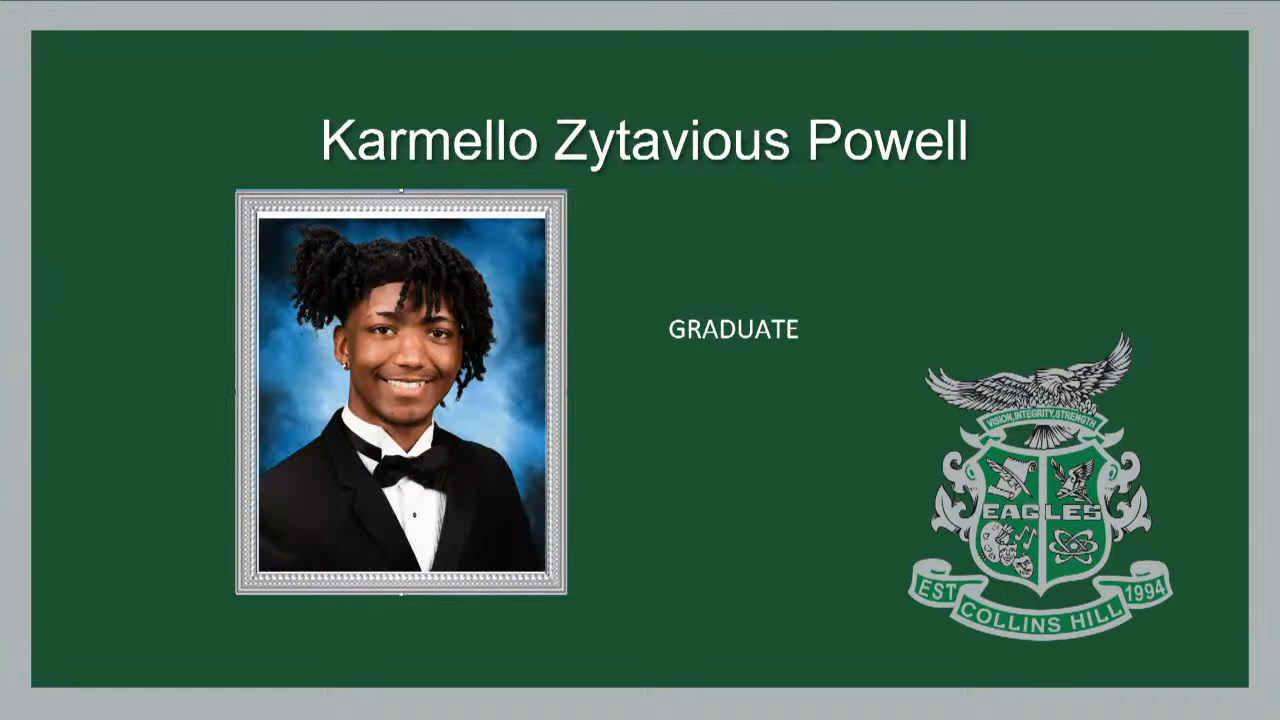 Karmello Zytavious Powell
GRADUATE
VISION, INTEGRITY, STRENGTH
EAGLES
EST
1994
COLLINS HILL